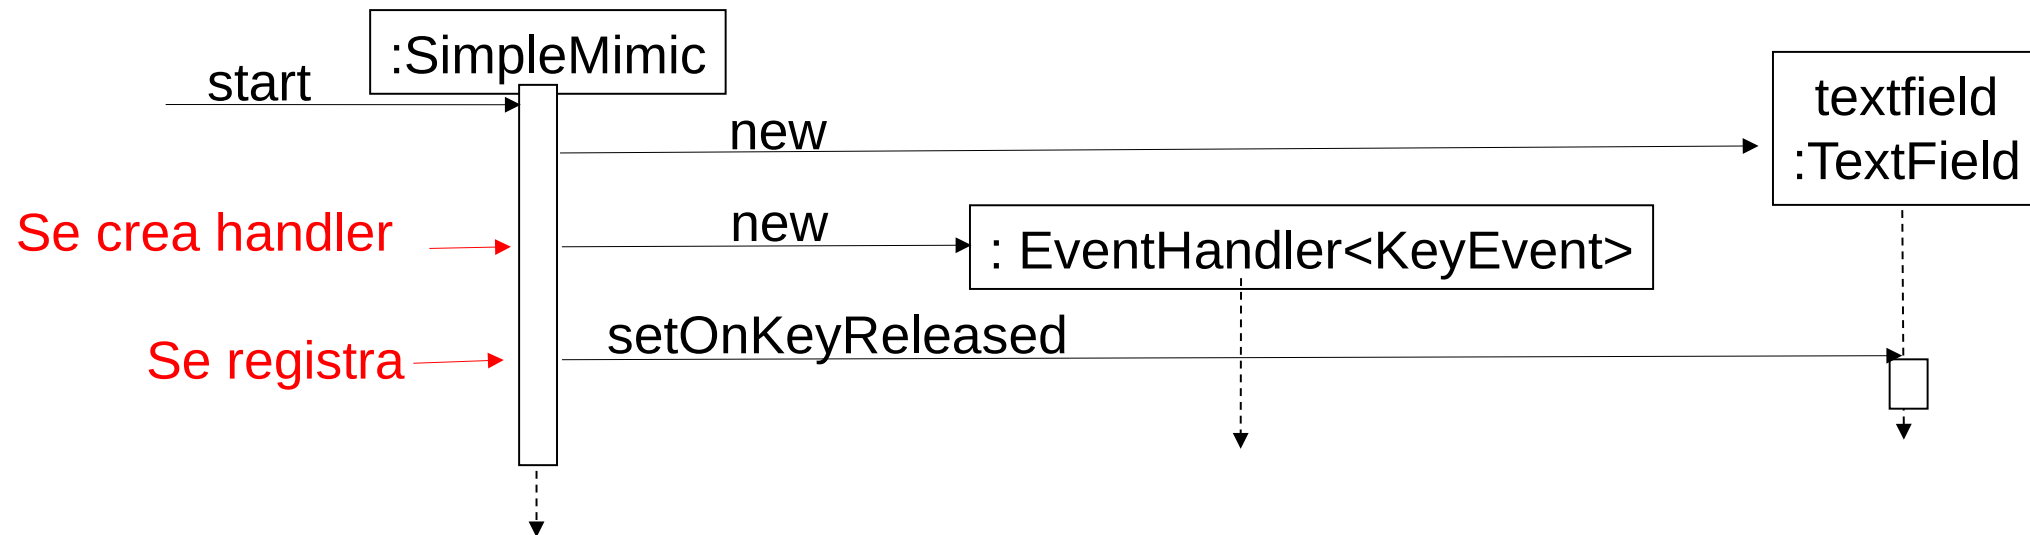 :SimpleMimic
start
textfield
:TextField
new
Se crea handler
new
: EventHandler<KeyEvent>
setOnKeyReleased
Se registra